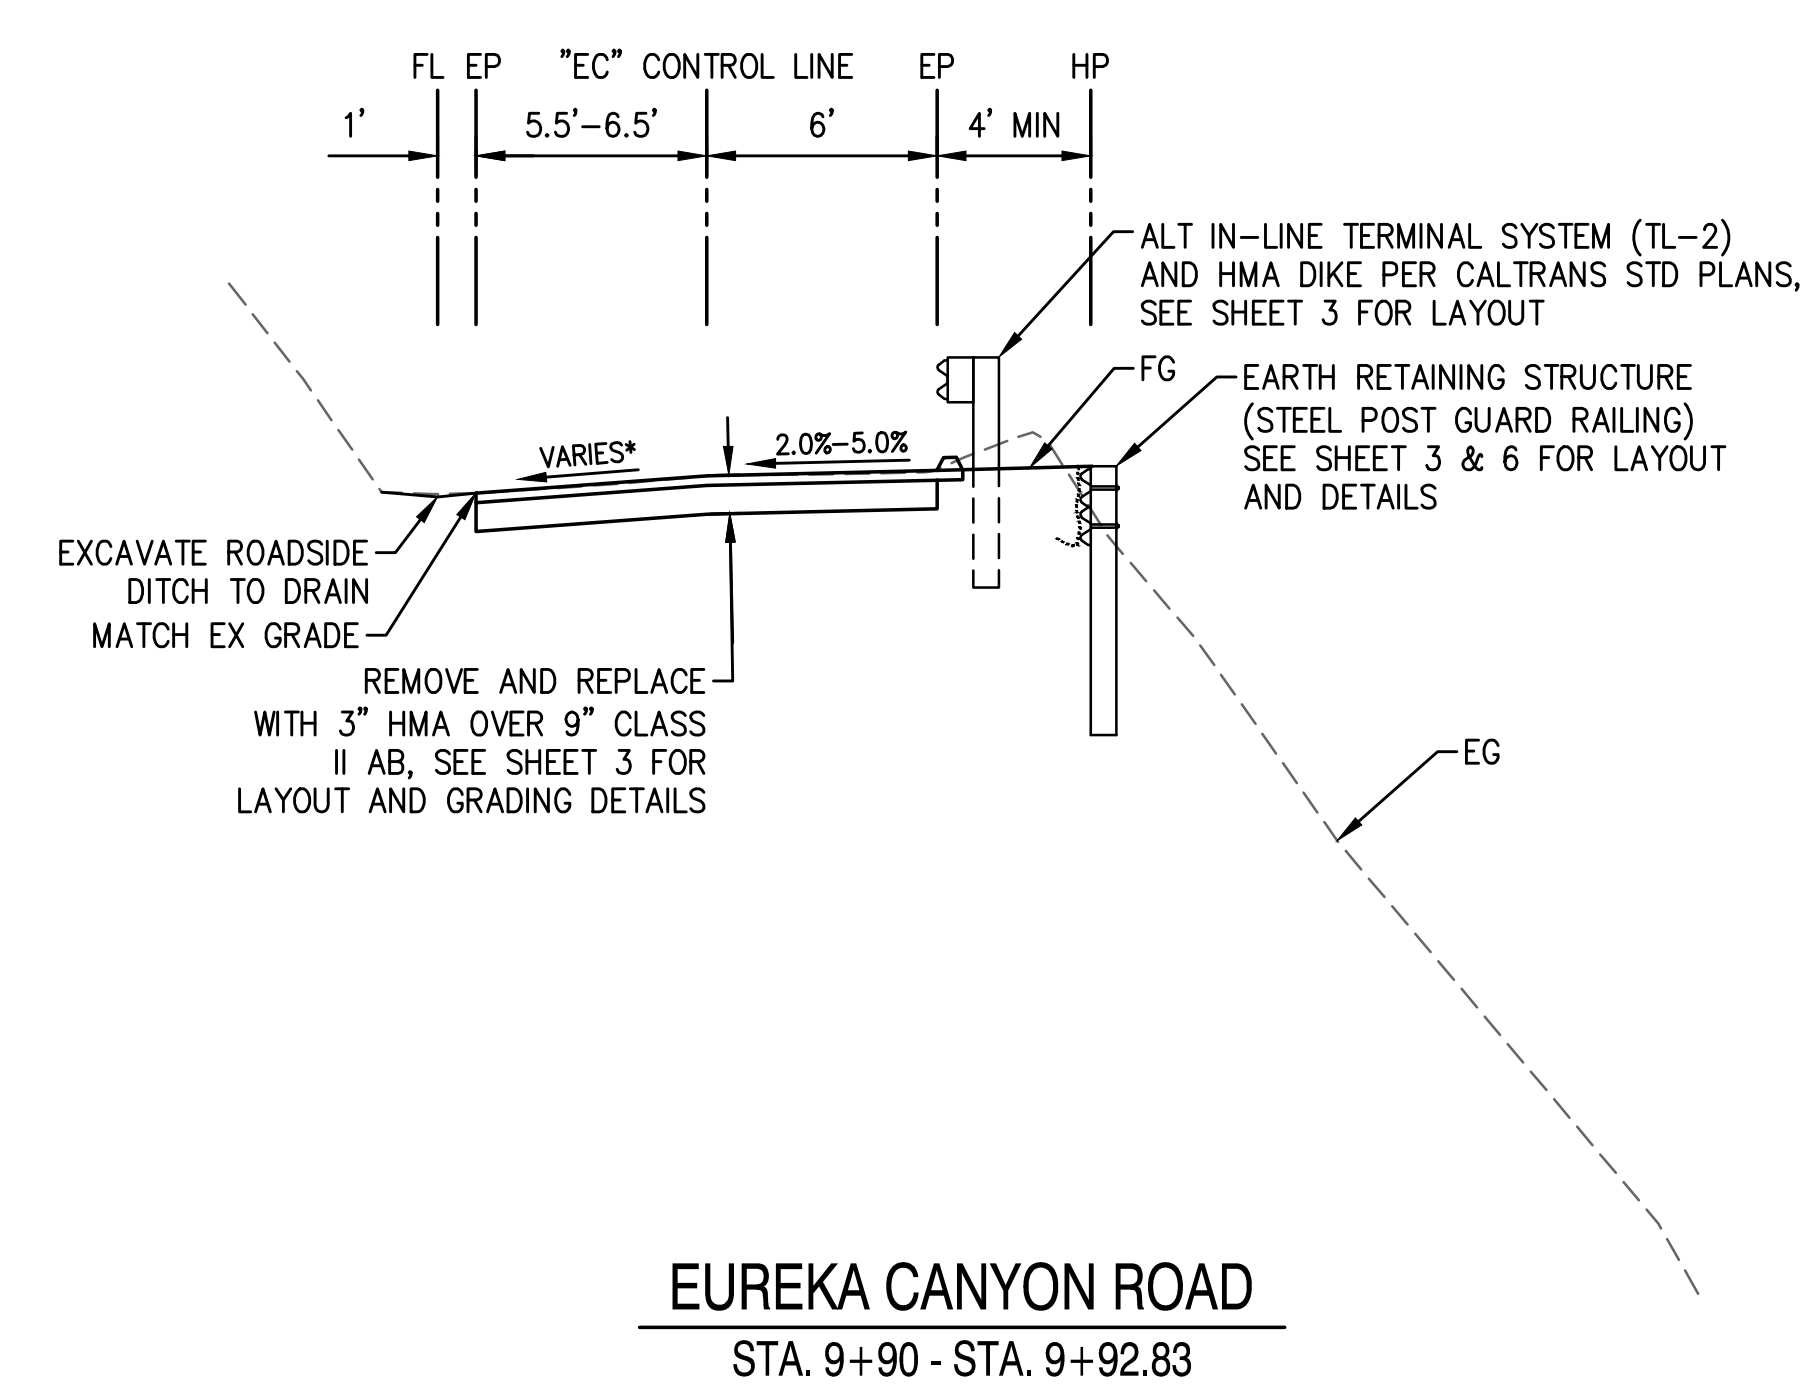 FL EP "EC" CONTROL LINE EP HP
1' 5.5'-6.5' 6' 4' MIN
ALT IN-LINE TERMINAL SYSTEM (TL-2)
AND HMA DIKE PER CALTRANS STD PLANS,
SEE SHEET 3 FOR LAYOUT
FG
EARTH RETAINING STRUCTURE
(STEEL POST GUARD RAILING)
SEE SHEET 3 & 6 FOR LAYOUT
AND DETAILS
VARIES*
2.0%-5.0%
EXCAVATE ROADSIDE
DITCH TO DRAIN
MATCH EX GRADE
REMOVE AND REPLACE
WITH 3" HMA OVER 9" CLASS
II AB, SEE SHEET 3 FOR
LAYOUT AND GRADING DETAILS
EG
EUREKA CANYON ROAD
STA. 9+90 - STA. 9+92.83